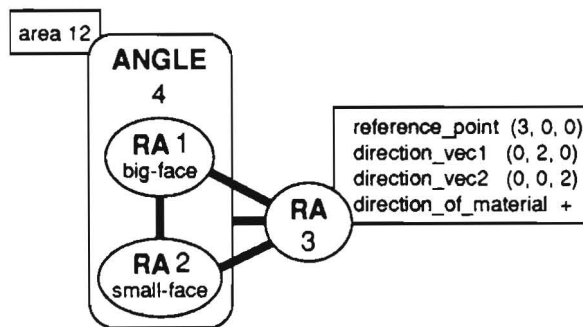 area 12
ANGLE
4
RA 1
big-face
RA 2
small-face
RA
3
reference_point (3, 0, 0)
direction_vec1 (0, 2, 0)
direction_vec2 (0, 0, 2)
direction_of_material +